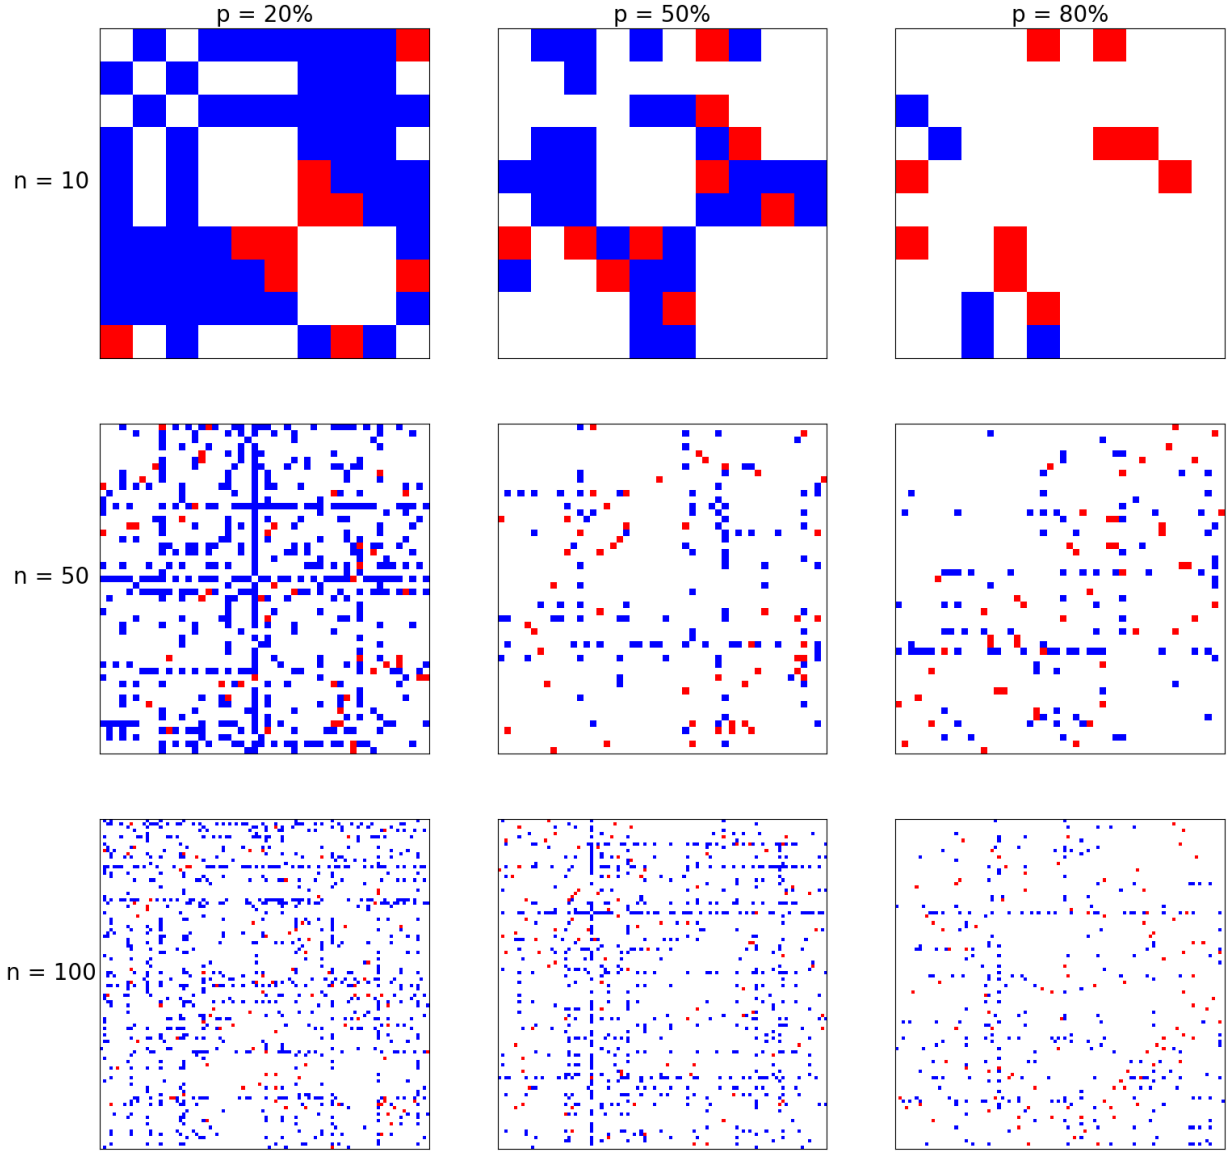 p = 20%
p = 50%
p = 80%
n = 10
n = 50
n = 100